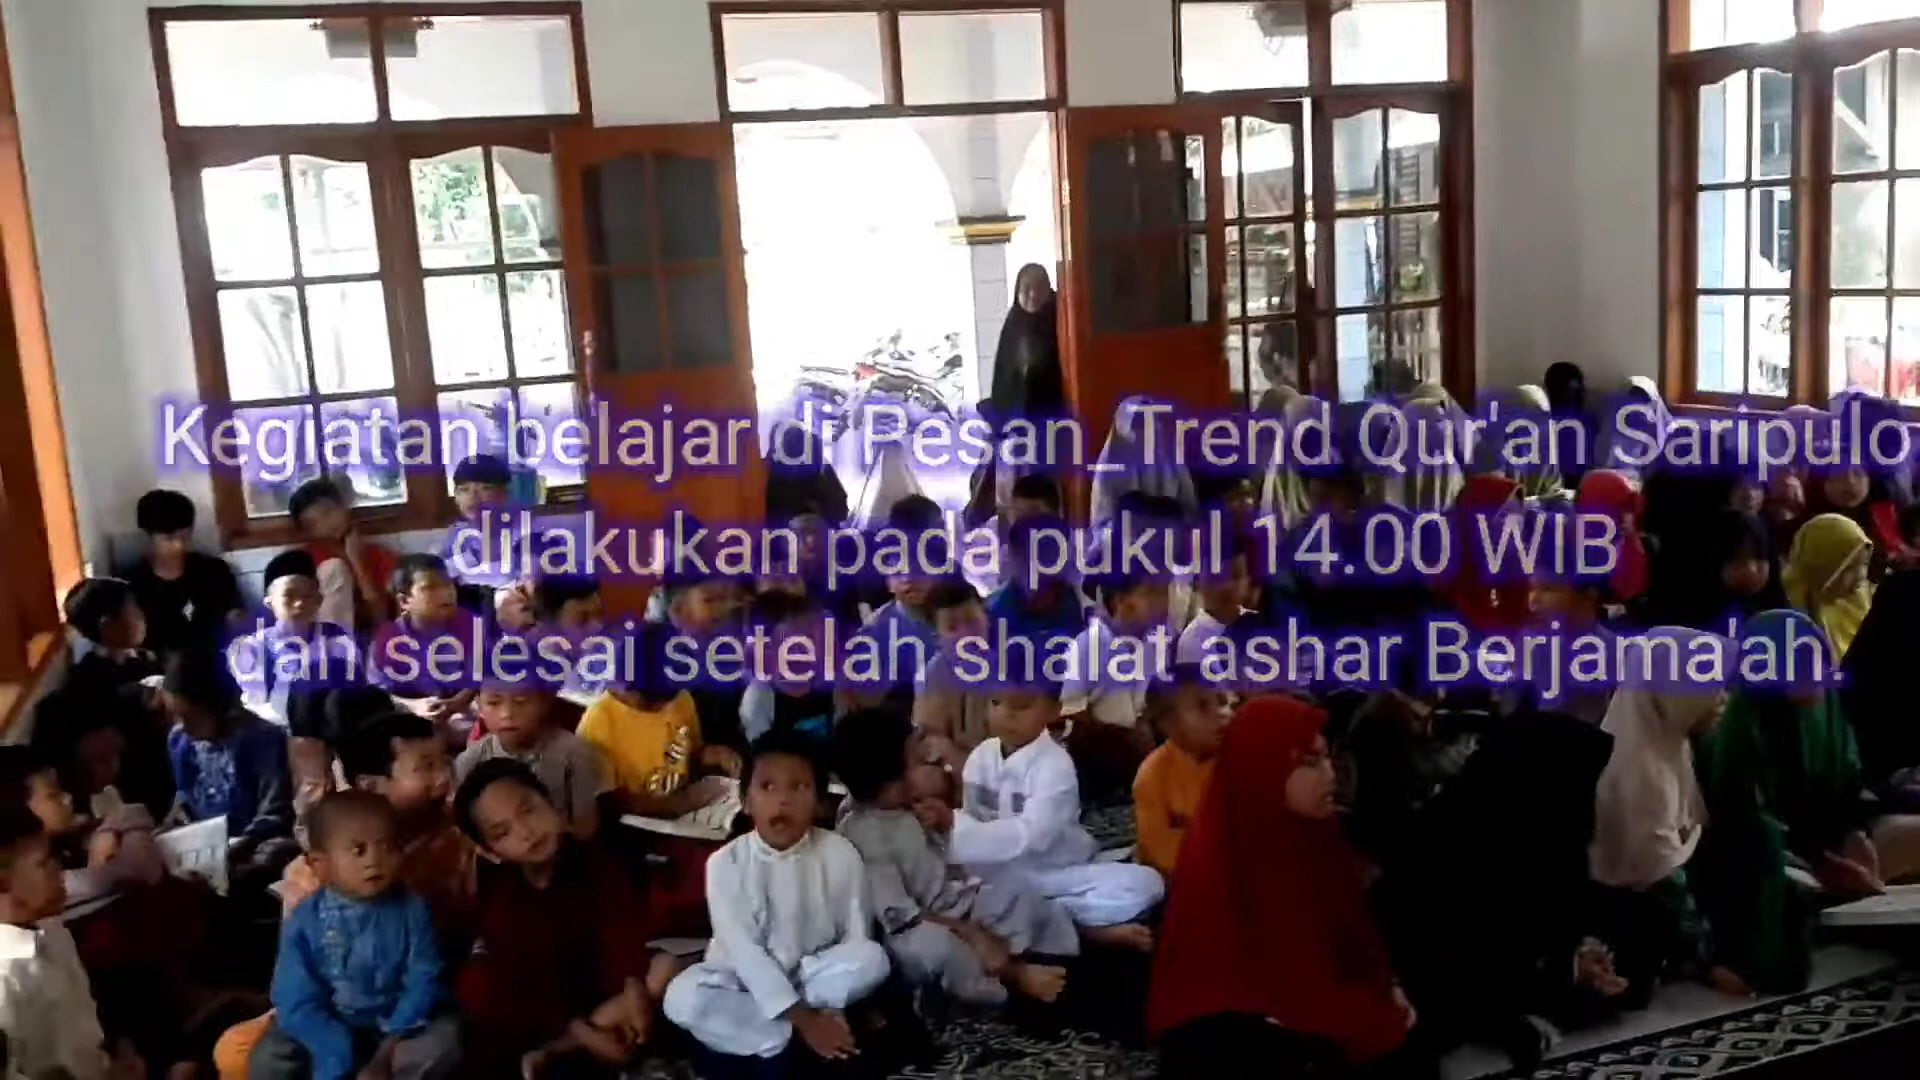 Kegiatan belajar di Pesan_Trend Qur'an Saripulo
dilakukan pada pukul 14.00 WIB
dan selesai setelah shalat ashar Berjama'ah.